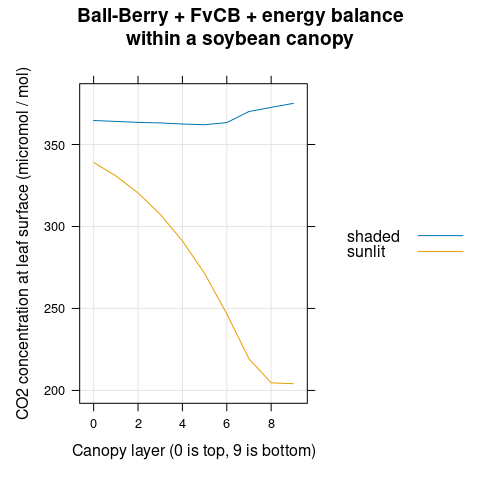 Ball-Berry + FvCB + energy balance
within a soybean canopy
CO2 concentration at leaf surface (micromol / mol)
350
300
250
200
0 2 4 6 8
Canopy layer (0 is top, 9 is bottom)
shaded
sunlit